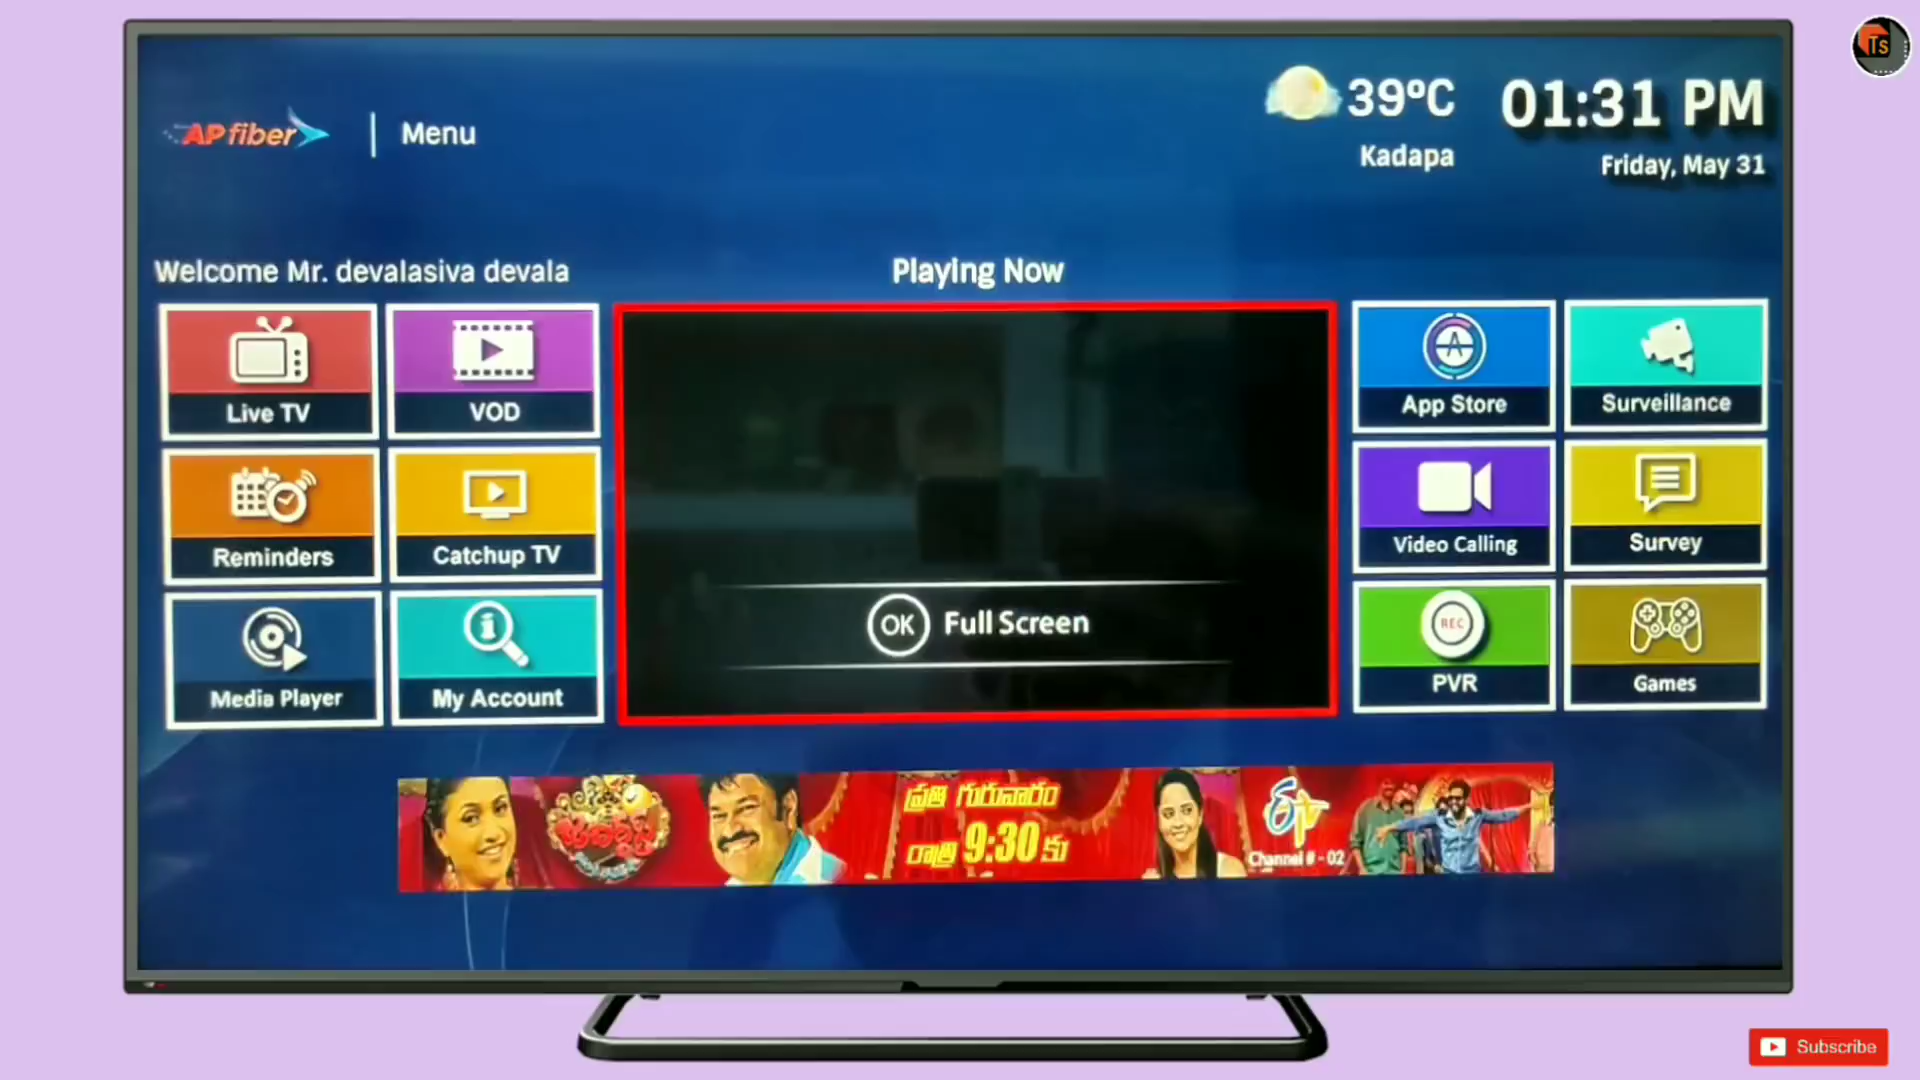 Ts
39°C
01:31 PM
AP fiber
Menu
Kadapa
Friday, May 31
Welcome Mr. devalasiva devala
Playing Now
Live TV
VOD
App Store
Surveillance
Reminders
Catchup TV
Video Calling
Survey
OK Full Screen
REC
Media Player
My Account
PVR
Games
ప్రతి గురువారం
రాత్రి 9:30 కు
Channel # - 02
Subscribe